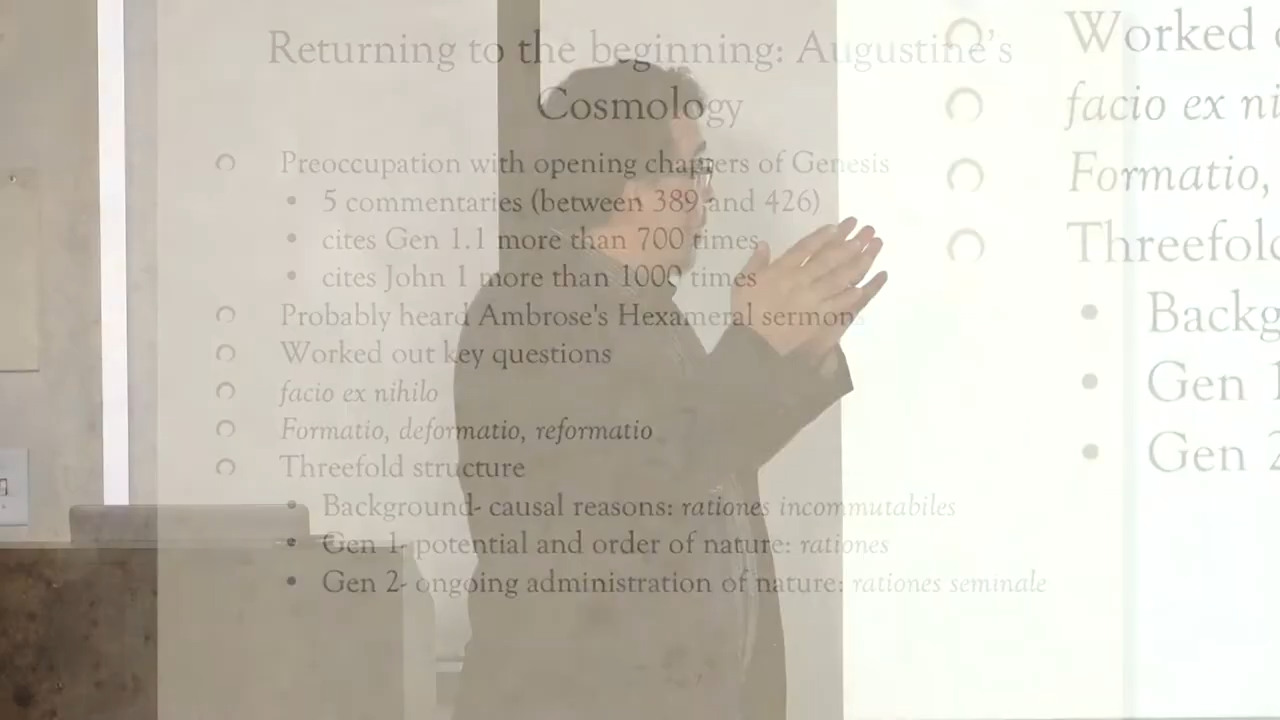 Returning to the beginning: Augustine's
Cosmology
Preoccupation with opening chapters of Genesis
• 5 commentaries (between 389 and 426)
• cites Gen 1.1 more than 700 times
• cites John 1 more than 1000 times
Probably heard Ambrose's Hexameral sermons
Worked out key questions
facio ex nihilo
Formatio, deformatio, reformatio
Threefold structure
• Background- causal reasons: rationes incommutabiles
• Gen 1- potential and order of nature: rationes
• Gen 2- ongoing administration of nature: rationes seminale
Worked
facio ex ni
Formatio,
Threefold
• Backg
• Gen 1
• Gen 2